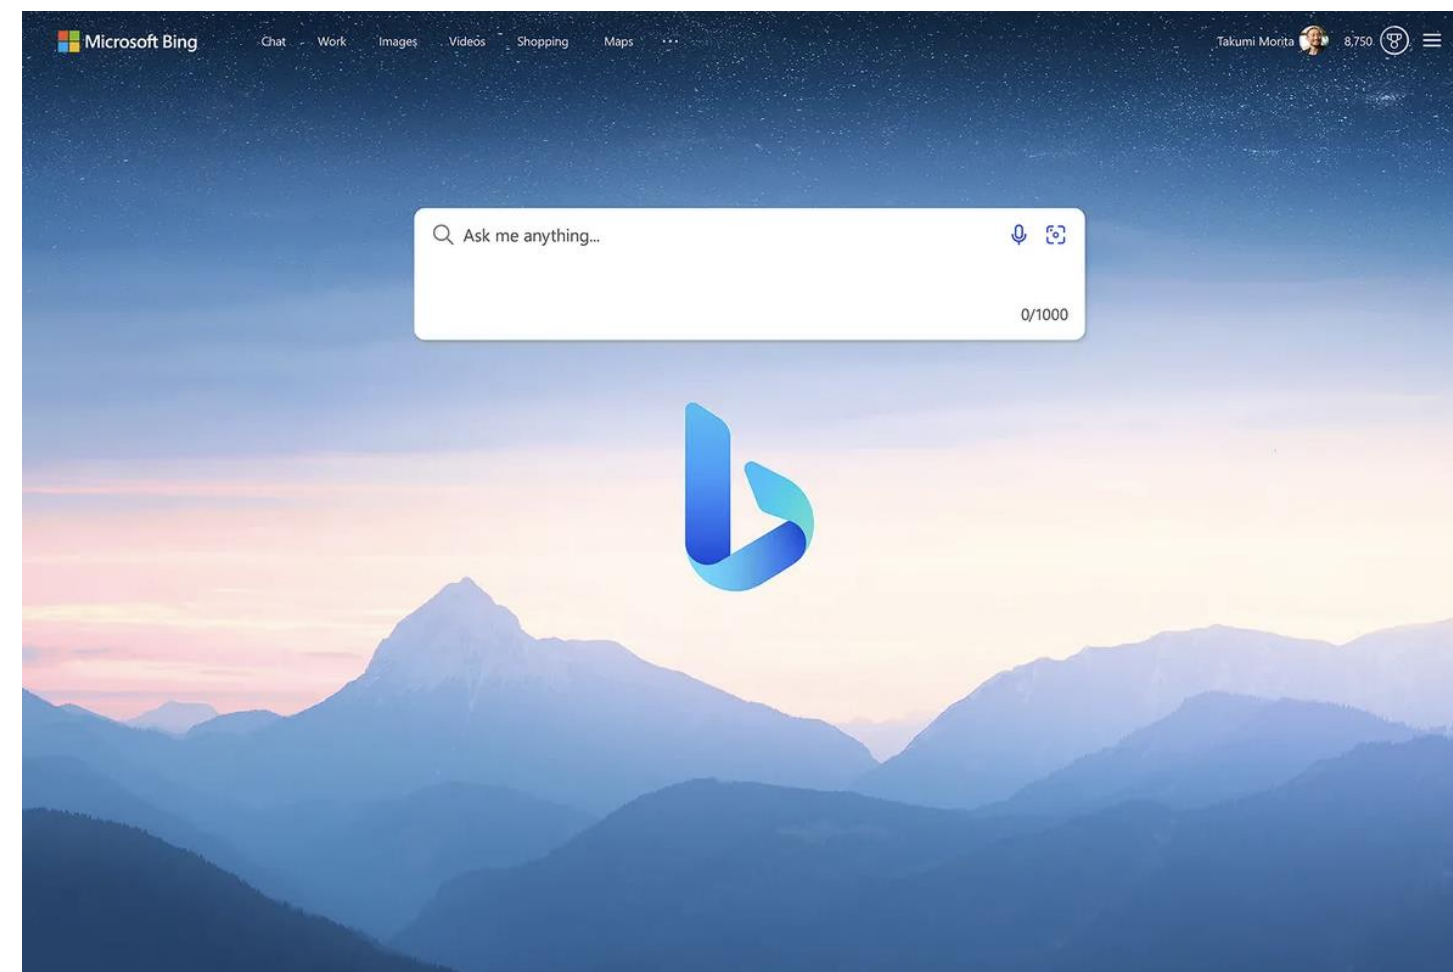 Microsoft Bing Chat Work Images Videos Shopping Maps ... Takumi Morita 8,750
Ask me anything...
0/1000